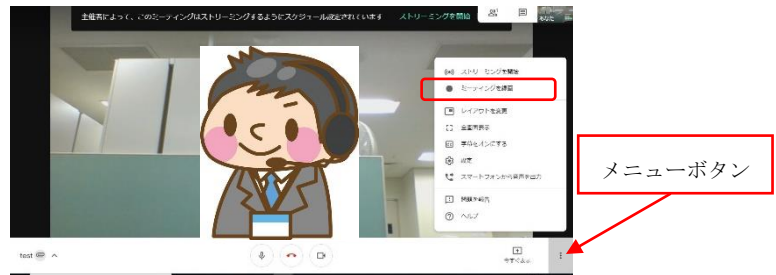 主催者によって、このミーティングはストリーミングするようにスケジュール設定されています ストリーミングを開始
あなた
ストリーミングを開始
ミーティングを録画
レイアウトを変更
全画面表示
字幕をオンにする
設定
スマートフォンから音声を出力
問題を報告
ヘルプ
メニューボタン
test
今すぐ表示